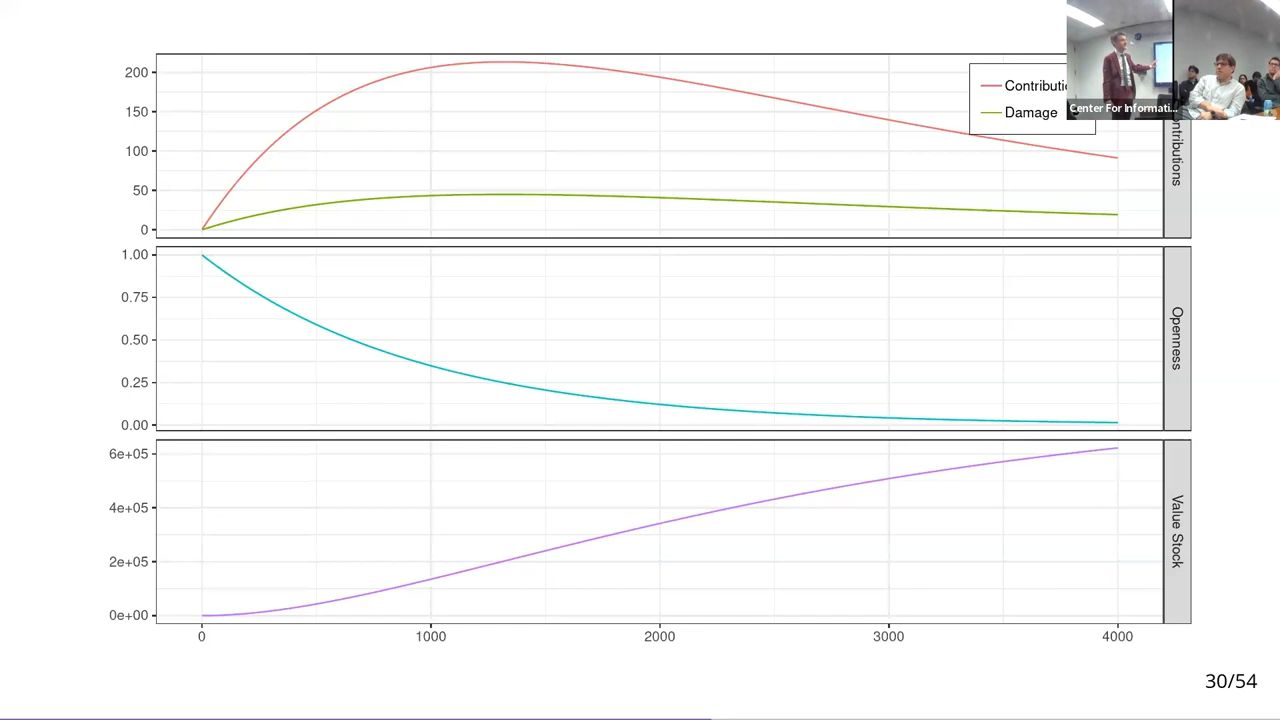 200
150
100
50
0
Contributi
Damage
ntributions
Center For Informati...
1.00
0.75
0.50
0.25
0.00
Openness
6e+05
4e+05
2e+05
0e+00
Value Stock
0 1000 2000 3000 4000
30/54